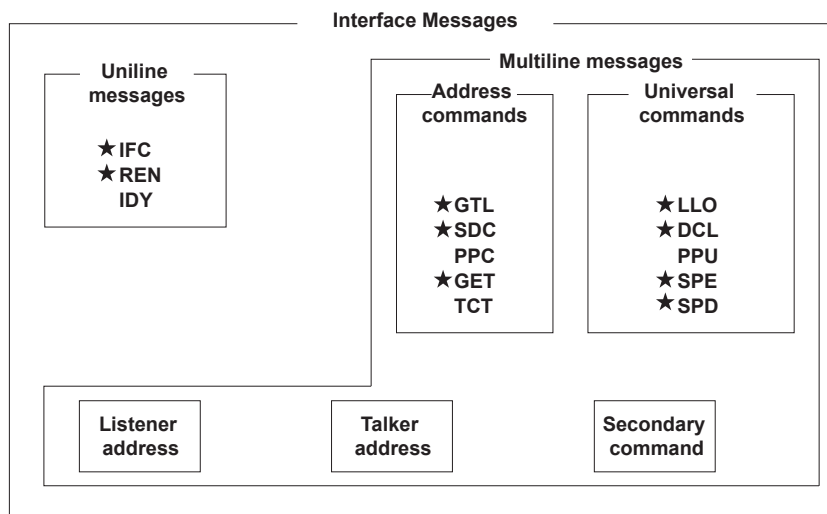 Interface Messages
Uniline
messages
★IFC
★REN
IDY
Multiline messages
Address
commands
★GTL
★SDC
PPC
★GET
TCT
Universal
commands
★LLO
★DCL
PPU
★SPE
★SPD
Listener
address
Talker
address
Secondary
command